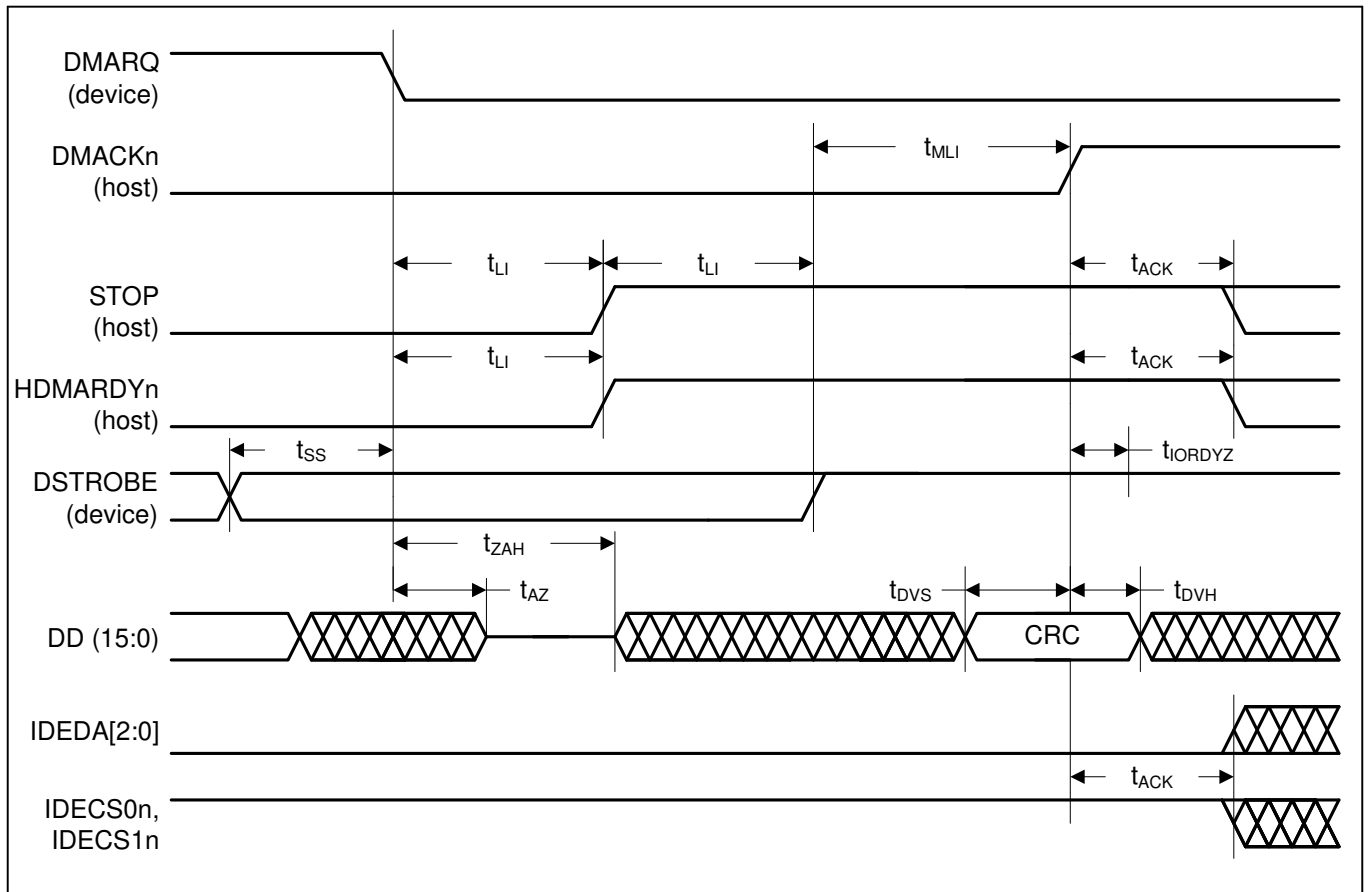 DMARQ
(device)
DMACKn
(host)
tMLI
tLI
tLI
tACK
STOP
(host)
tLI
tACK
HDMARDYn
(host)
tSS
tIORDYZ
DSTROBE
(device)
tZAH
tAZ
tDVS
tDVH
DD (15:0)
CRC
IDEDA[2:0]
tACK
IDECS0n,
IDECS1n